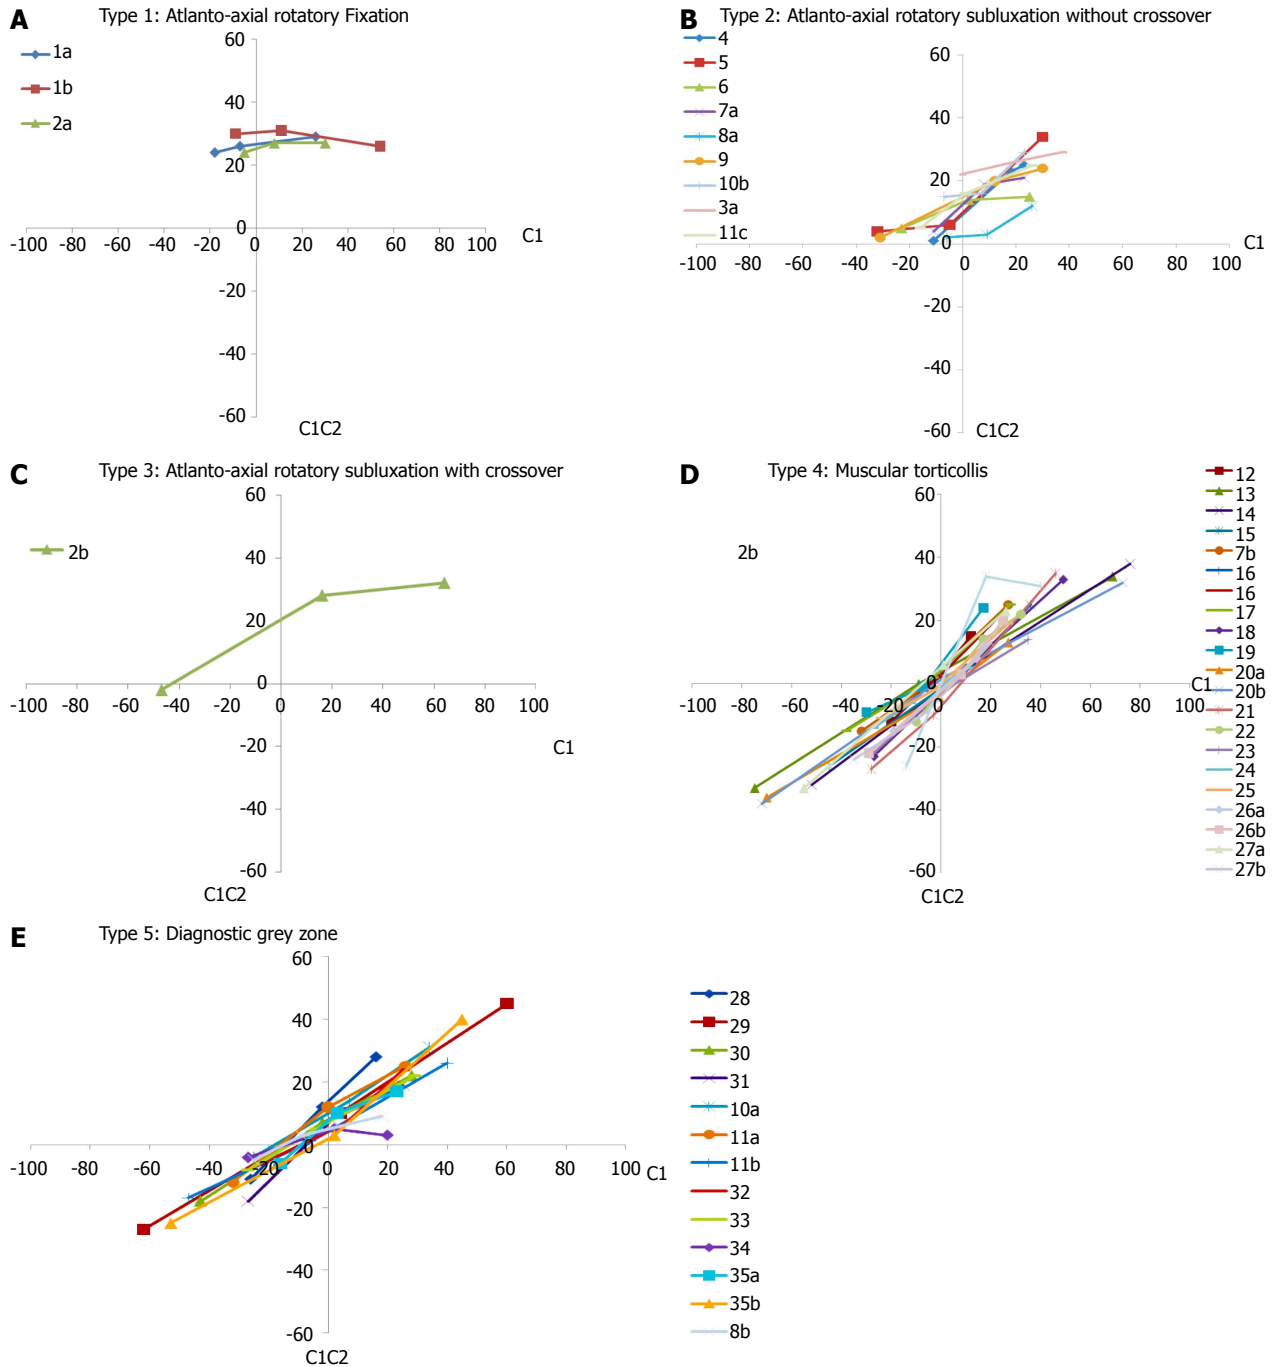 A
Type 1: Atlanto-axial rotatory Fixation
1a
1b
2a
60
40
20
0
-100 -80 -60 -40 -20 0 20 40 60 80 100 C1
-20
-40
-60
C1C2
B
Type 2: Atlanto-axial rotatory subluxation without crossover
4
5
6
7a
8a
9
10b
3a
11c
60
40
20
0
-100 -80 -60 -40 -20 0 20 40 60 80 100 C1
-20
-40
-60 C1C2
C
Type 3: Atlanto-axial rotatory subluxation with crossover
2b
60
40
20
0
-100 -80 -60 -40 -20 0 20 40 60 80 100
C1
-20
-40
-60
C1C2
D
Type 4: Muscular torticollis
2b
60
40
20
0
-100 -80 -60 -40 -20 0 20 40 60 80 100 C1
-20
-40
-60
C1C2
12
13
14
15
7b
16
16
17
18
19
20a
20b
21
22
23
24
25
26a
26b
27a
27b
E
Type 5: Diagnostic grey zone
60
40
20
0
-100 -80 -60 -40 -20 0 20 40 60 80 100 C1
-20
-40
-60
C1C2
28
29
30
31
10a
11a
11b
32
33
34
35a
35b
8b